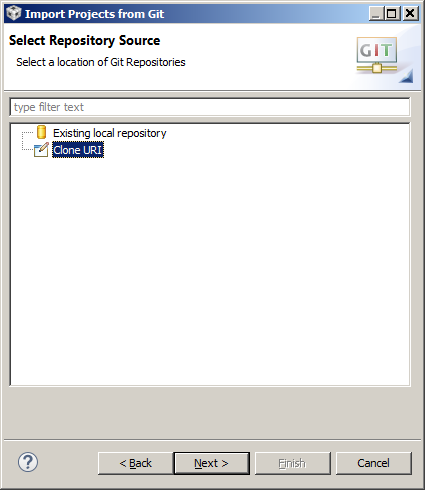 Import Projects from Git
Select Repository Source
Select a location of Git Repositories
GIT
type filter text
Existing local repository
Clone URI
?
< Back
Next >
Finish
Cancel